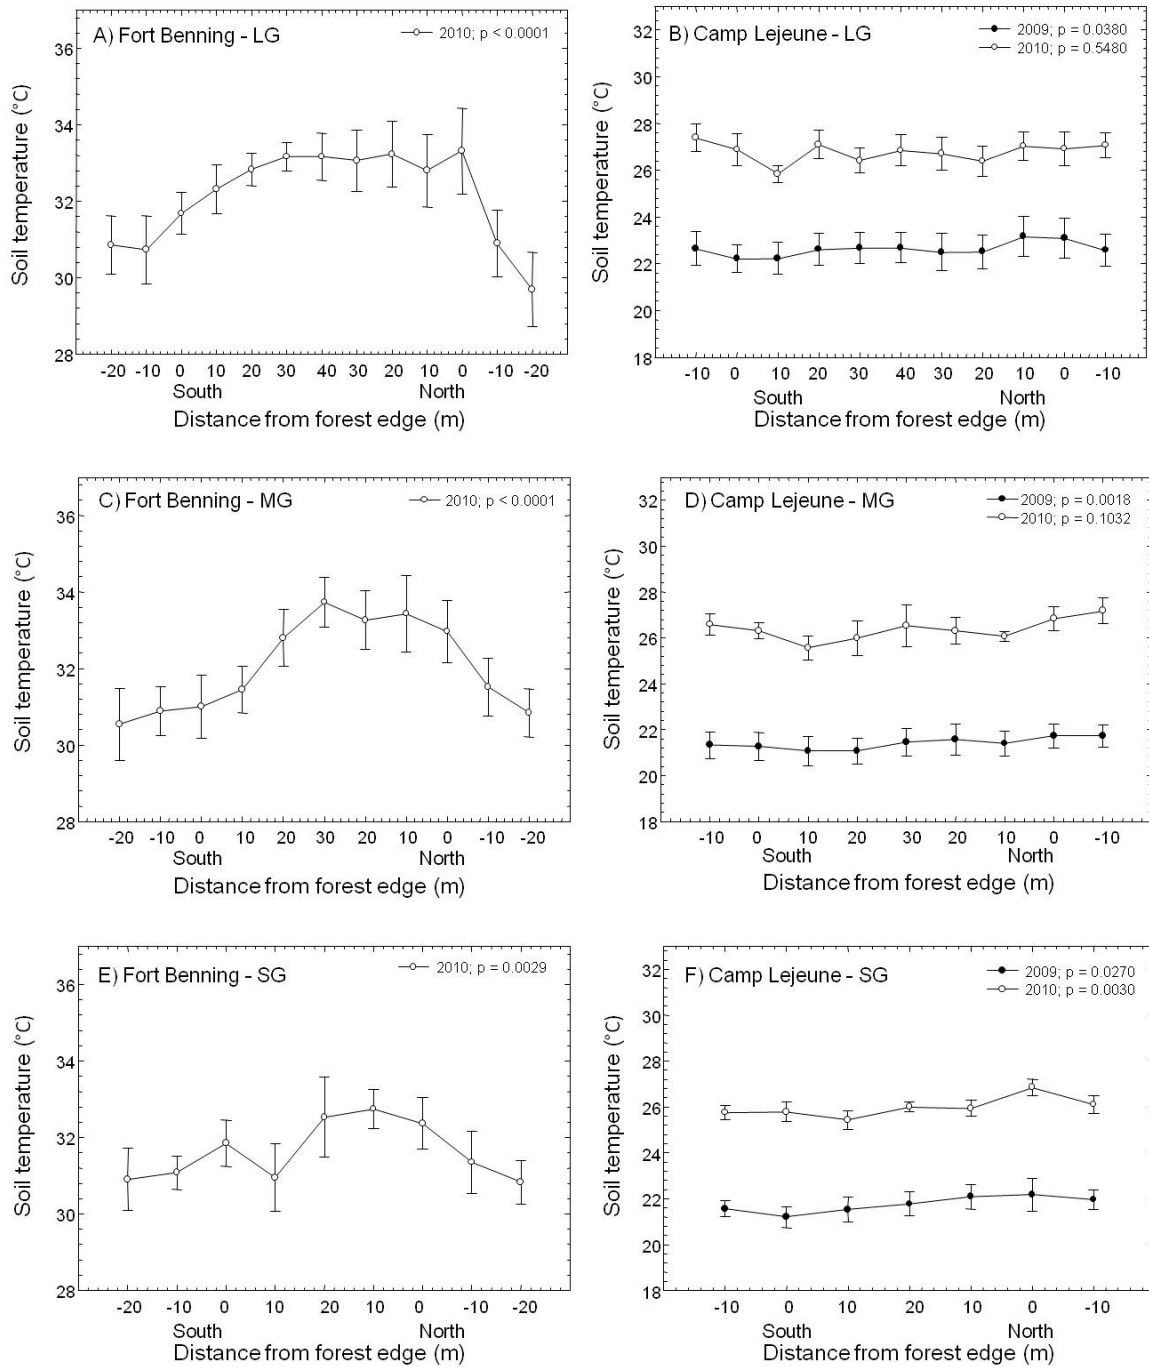 A) Fort Benning - LG
2010; p < 0.0001
Soil temperature (°C)
36
34
32
30
28
-20 -10 0 10 20 30 40 30 20 10 0 -10 -20
South North
Distance from forest edge (m)
B) Camp Lejeune - LG
2009; p = 0.0380
2010; p = 0.5480
Soil temperature (°C)
32
30
28
26
24
22
20
18
-10 0 10 20 30 40 30 20 10 0 -10
South North
Distance from forest edge (m)
C) Fort Benning - MG
2010; p < 0.0001
Soil temperature (°C)
36
34
32
30
28
-20 -10 0 10 20 30 20 10 0 -10 -20
South North
Distance from forest edge (m)
D) Camp Lejeune - MG
2009; p = 0.0018
2010; p = 0.1032
Soil temperature (°C)
32
30
28
26
24
22
20
18
-10 0 10 20 30 20 10 0 -10
South North
Distance from forest edge (m)
E) Fort Benning - SG
2010; p = 0.0029
Soil temperature (°C)
36
34
32
30
28
-20 -10 0 10 20 10 0 -10 -20
South North
Distance from forest edge (m)
F) Camp Lejeune - SG
2009; p = 0.0270
2010; p = 0.0030
Soil temperature (°C)
32
30
28
26
24
22
20
18
-10 0 10 20 10 0 -10
South North
Distance from forest edge (m)